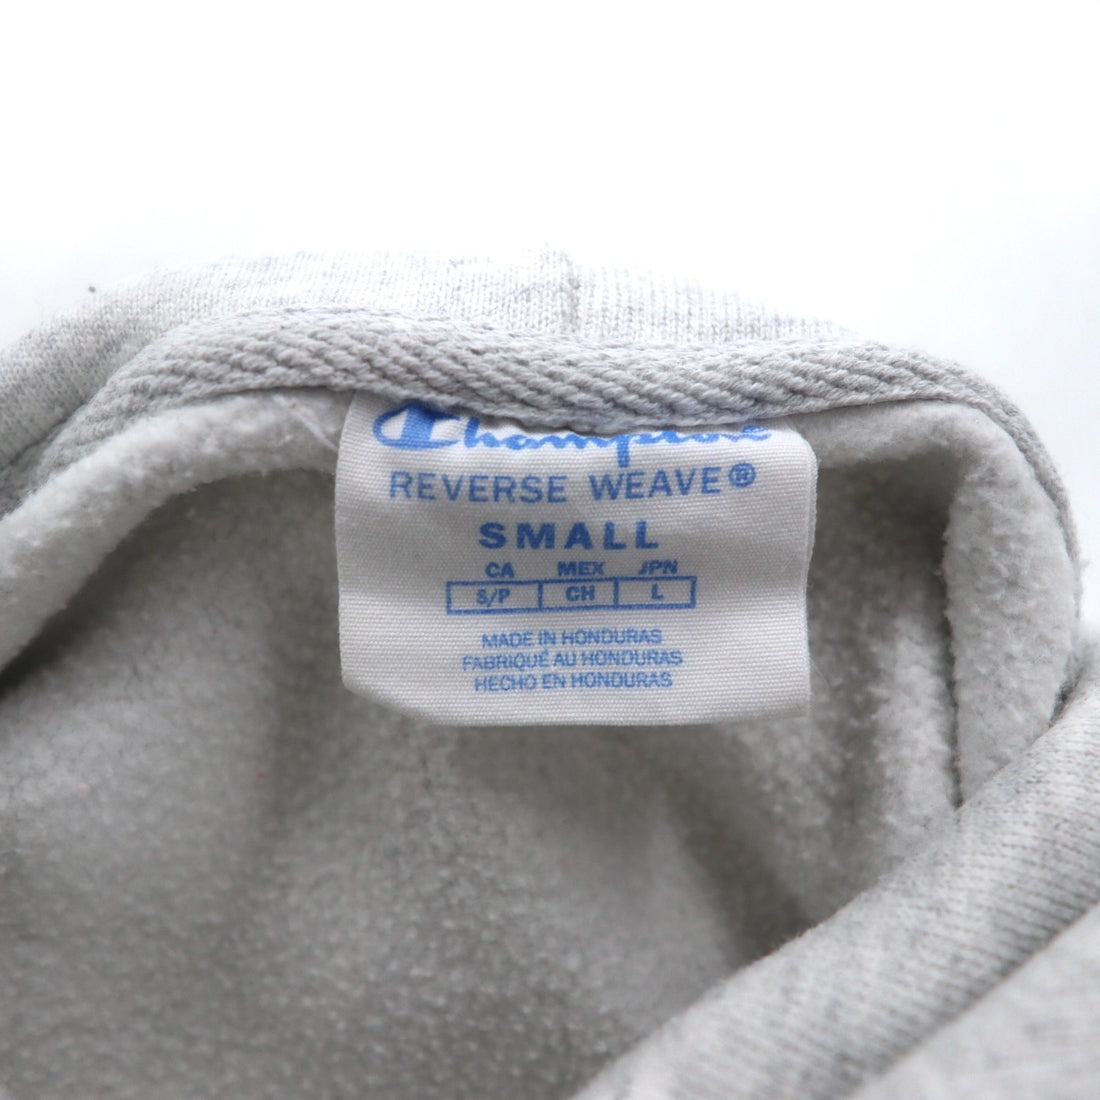 Champion
REVERSE WEAVE®
SMALL
CA MEX JPN
S/P CH L
MADE IN HONDURAS
FABRIQUÉ AU HONDURAS
HECHO EN HONDURAS